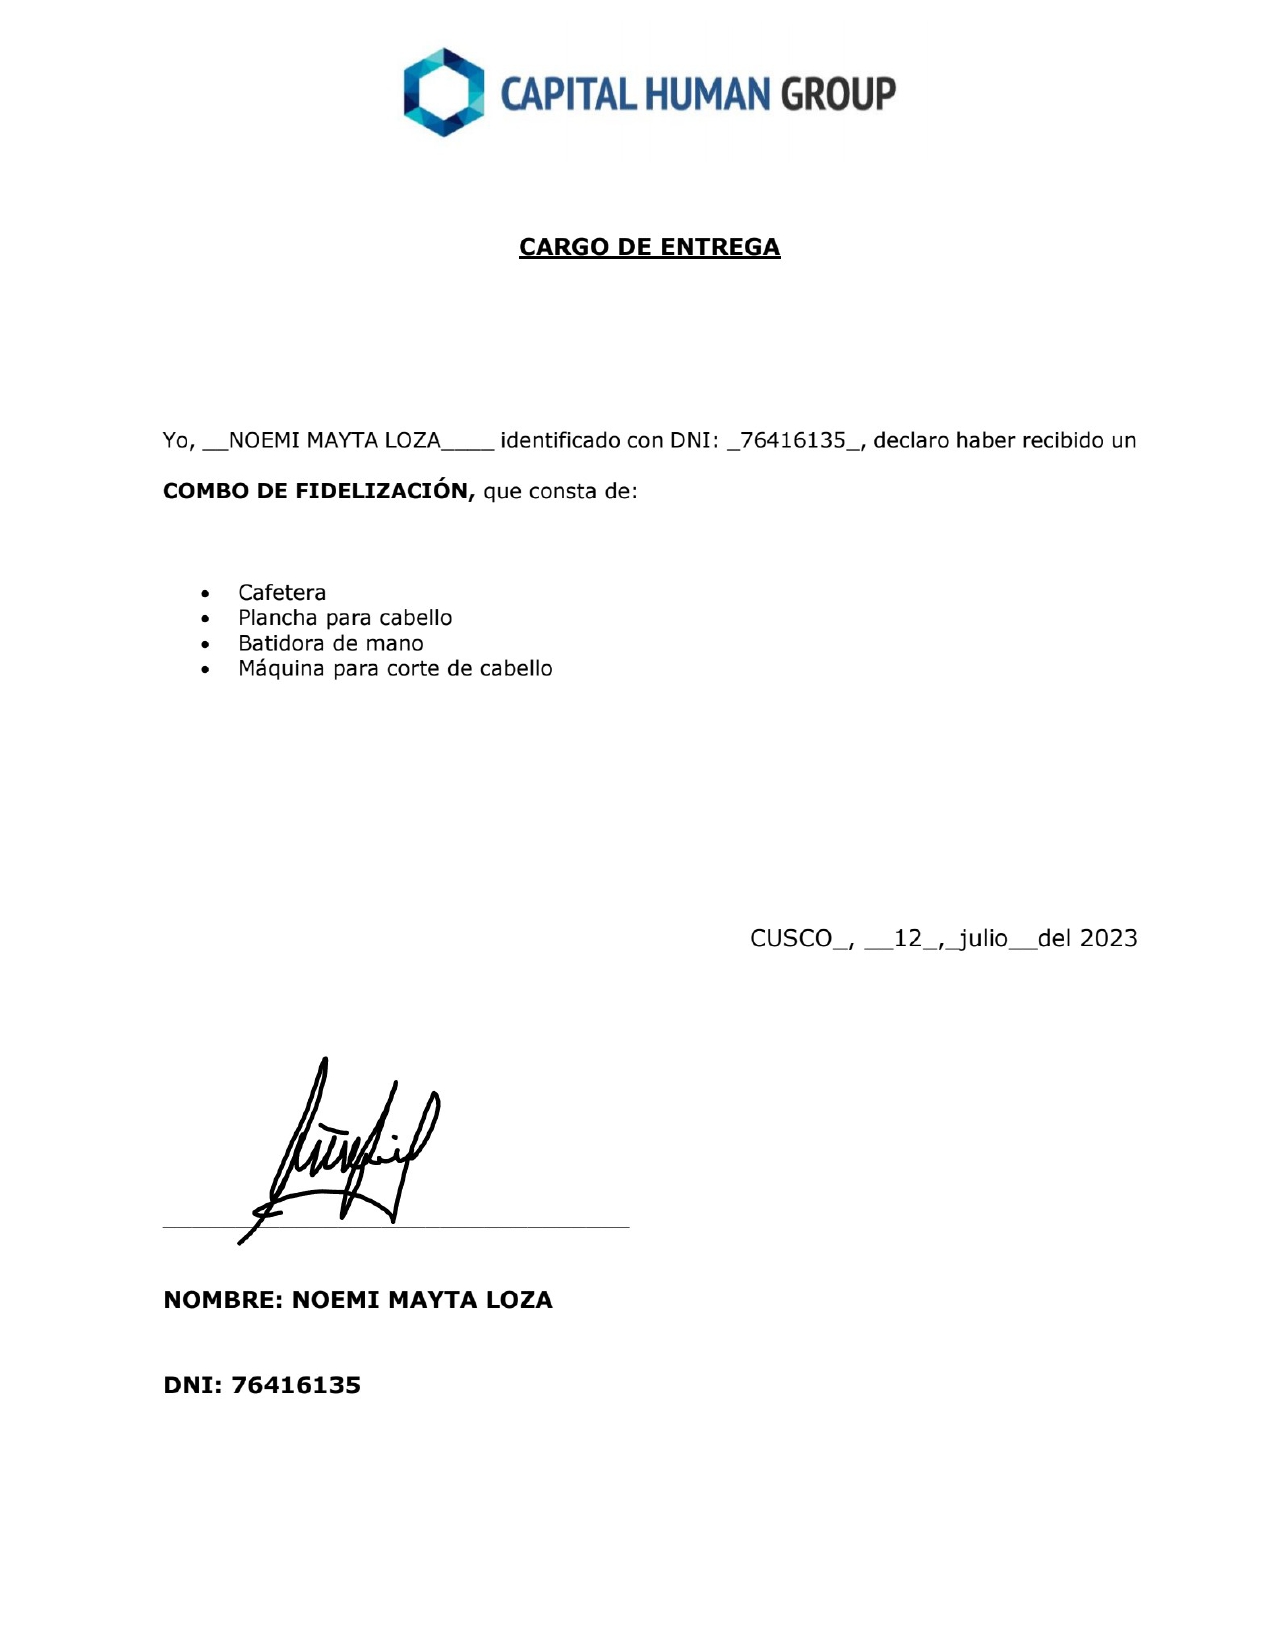 CAPITAL HUMAN GROUP
CARGO DE ENTREGA
Yo, __NOEMI MAYTA LOZA____ identificado con DNI: _76416135_, declaro haber recibido un
COMBO DE FIDELIZACIÓN, que consta de:
• Cafetera
• Plancha para cabello
• Batidora de mano
• Máquina para corte de cabello
CUSCO_, __12_,_julio__del 2023
NOMBRE: NOEMI MAYTA LOZA
DNI: 76416135